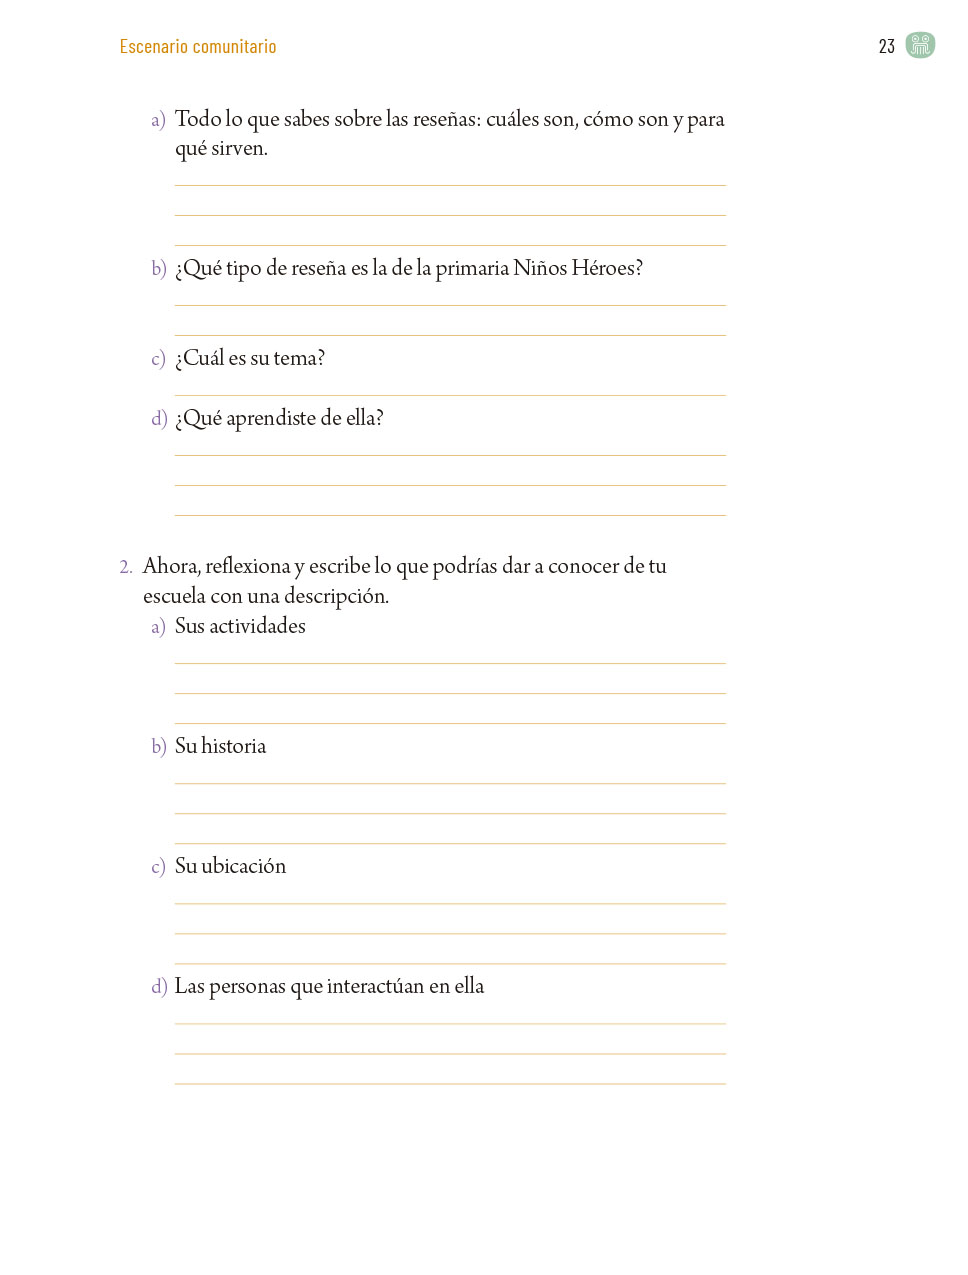 Escenario comunitario
23
a) Todo lo que sabes sobre las reseñas: cuáles son, cómo son y para
qué sirven.
b) ¿Qué tipo de reseña es la de la primaria Niños Héroes?
c) ¿Cuál es su tema?
d) ¿Qué aprendiste de ella?
2. Ahora, reflexiona y escribe lo que podrías dar a conocer de tu
escuela con una descripción.
a) Sus actividades
b) Su historia
c) Su ubicación
d) Las personas que interactúan en ella